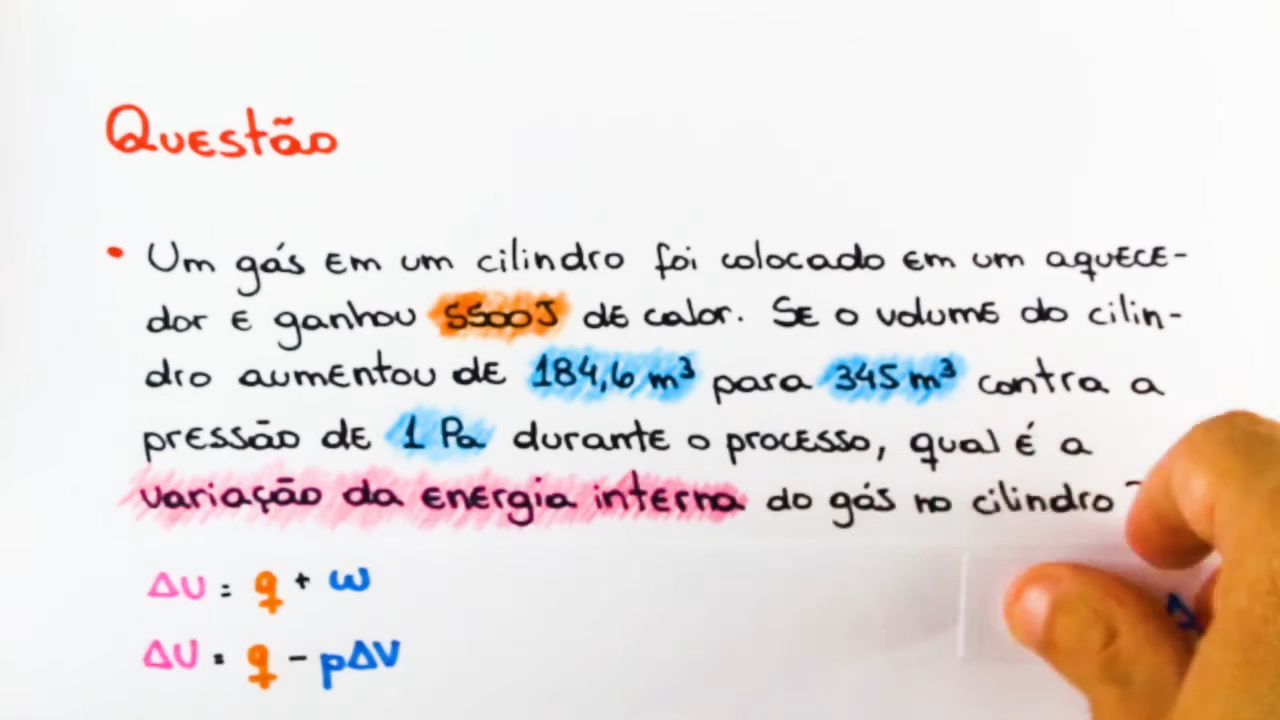 Questão
• Um gás em um cilindro foi colocado em um aquece-
dor e ganhou 5500J de calor. Se o volume do cilin-
dro aumentou de 184,6 m³ para 345 m³ contra a
pressão de 1 Pa durante o processo, qual é a
variação da energia interna do gás no cilindro
ΔU = q + w
ΔU = q - pΔV